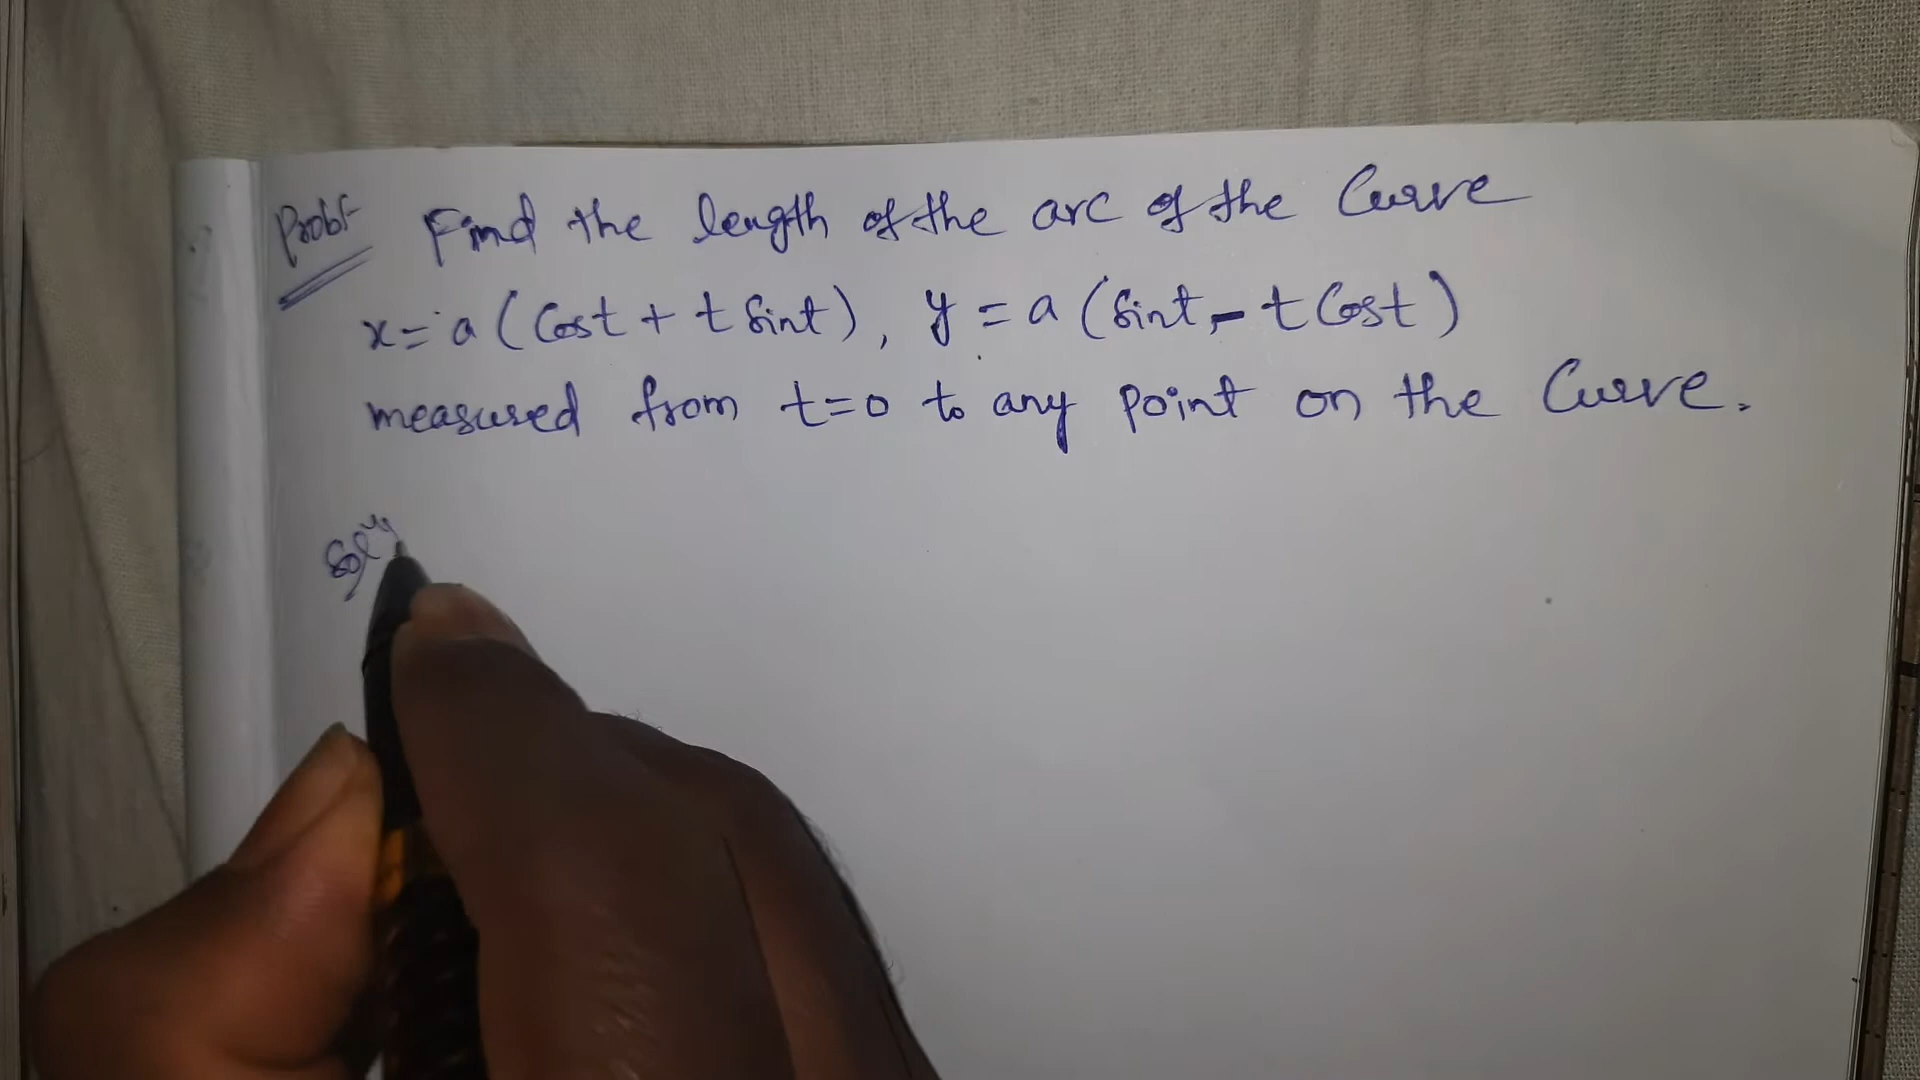 Prob:- Find the length of the arc of the Curve
x = a (Cost + t Sint), y = a (Sint - t Cost)
measured from t=0 to any point on the Curve.
Sol^n